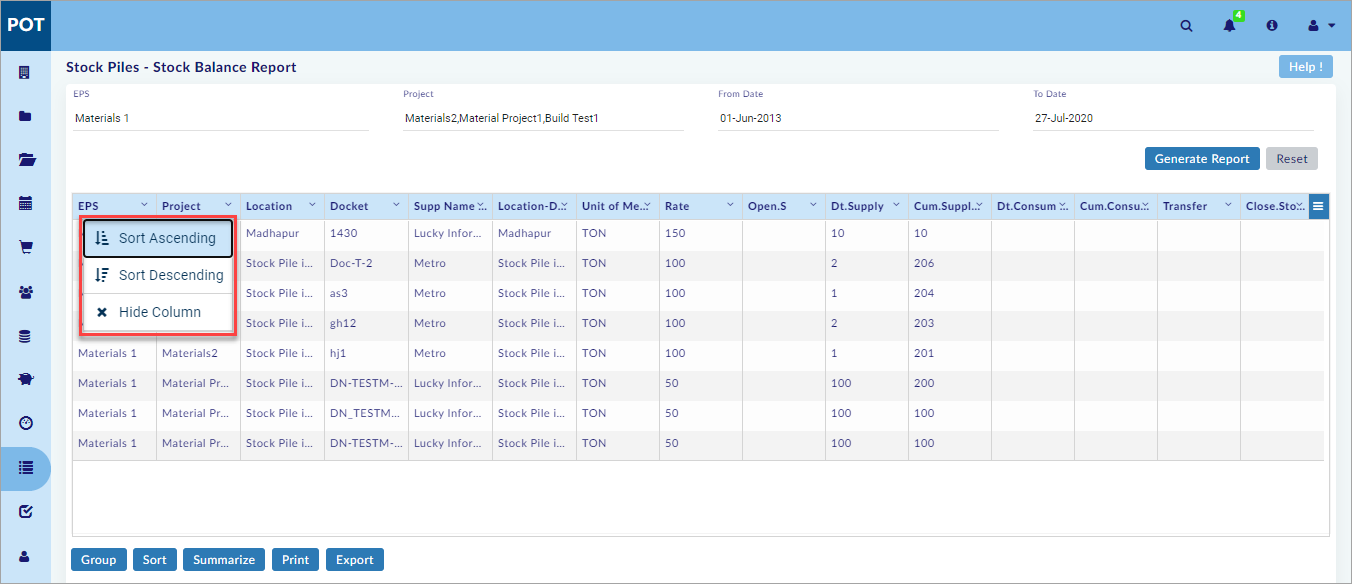 POT
4
Stock Piles - Stock Balance Report
Help !
EPS Project From Date To Date
Materials 1 Materials2,Material Project1,Build Test1 01-Jun-2013 27-Jul-2020
Generate Report Reset
EPS Project Location Docket Supp Name ... Location-D... Unit of Me... Rate Open.S Dt.Supply Cum.Suppl... Dt.Consum ... Cum.Consu... Transfer Close.Sto...
Madhapur 1430 Lucky Infor... Madhapur TON 150 10 10
Sort Ascending
Stock Pile i... Doc-T-2 Metro Stock Pile i... TON 100 2 206
Sort Descending
Stock Pile i... as3 Metro Stock Pile i... TON 100 1 204
Hide Column
Stock Pile i... gh12 Metro Stock Pile i... TON 100 2 203
Materials 1 Materials2 Stock Pile i... hj1 Metro Stock Pile i... TON 100 1 201
Materials 1 Material Pr... Stock Pile i... DN-TESTM-... Lucky Infor... Stock Pile i... TON 50 100 200
Materials 1 Material Pr... Stock Pile i... DN_TESTM... Lucky Infor... Stock Pile i... TON 50 100 100
Materials 1 Material Pr... Stock Pile i... DN-TESTM-... Lucky Infor... Stock Pile i... TON 50 100 100
Group Sort Summarize Print Export